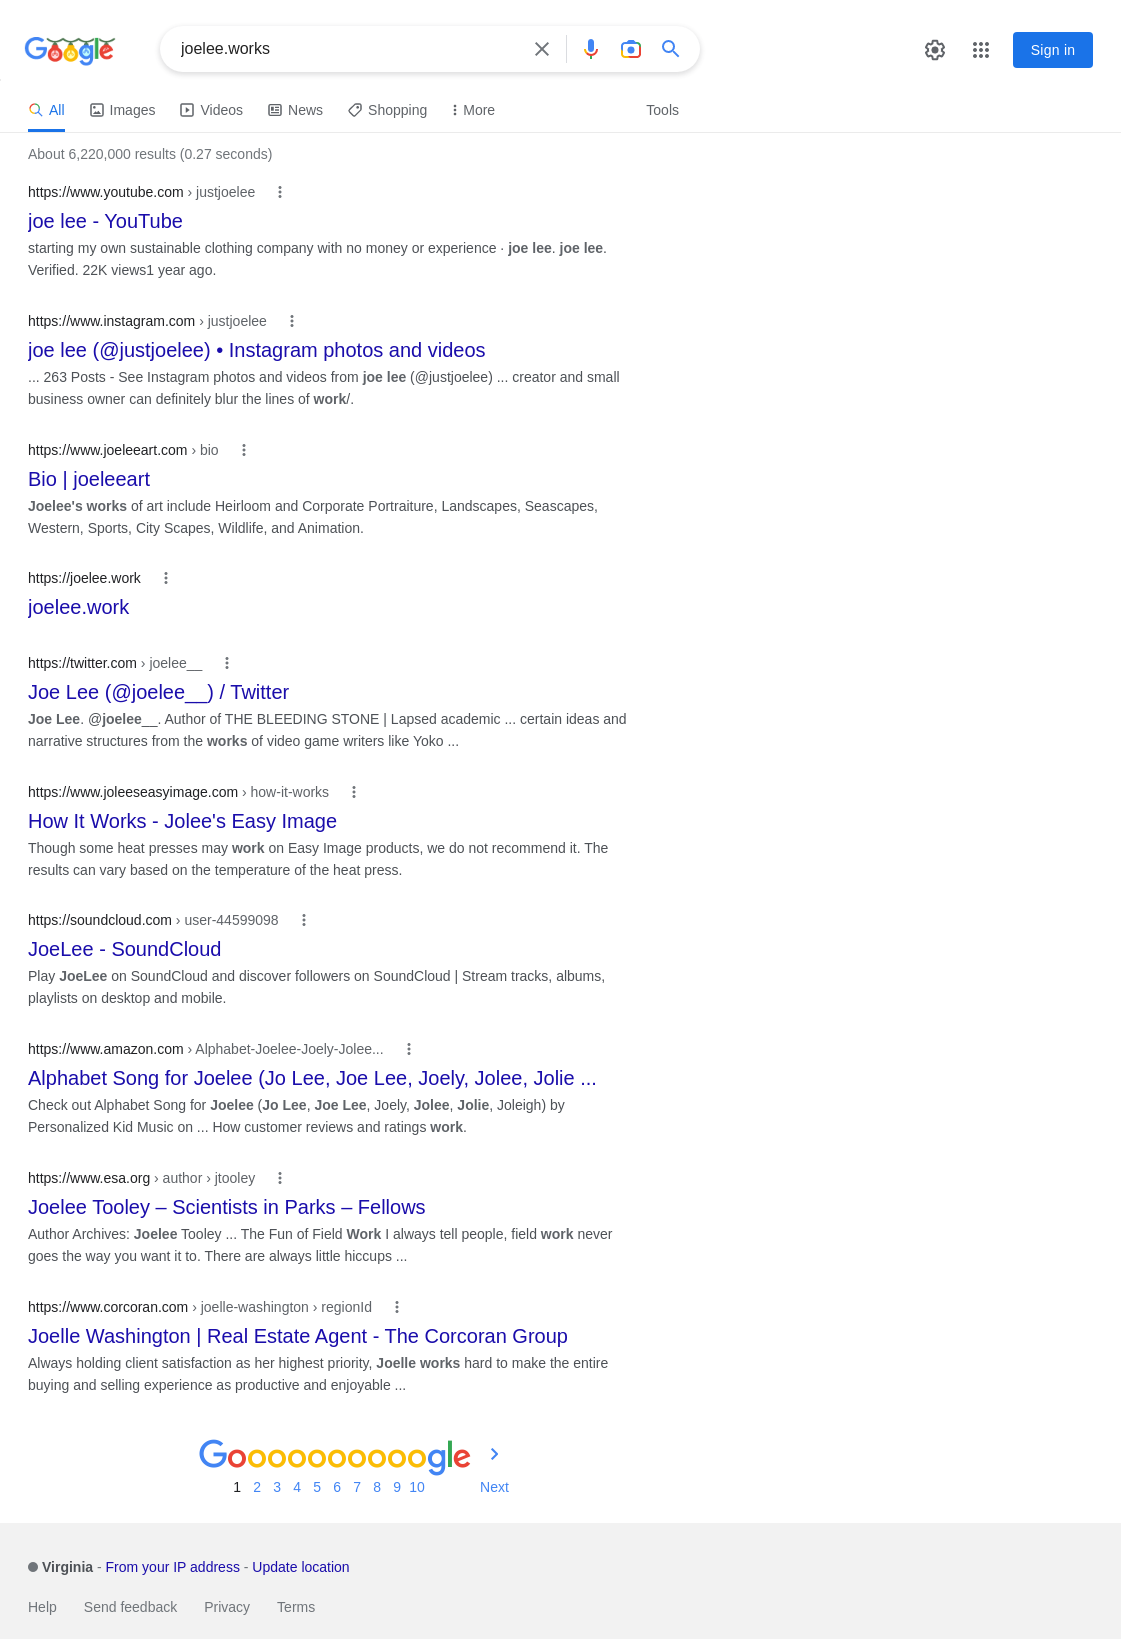 Google
joelee.works
Sign in
All
Images
Videos
News
Shopping
More
Tools
About 6,220,000 results (0.27 seconds)
https://www.youtube.com › justjoelee
joe lee - YouTube
starting my own sustainable clothing company with no money or experience · joe lee. joe lee.
Verified. 22K views1 year ago.
https://www.instagram.com › justjoelee
joe lee (@justjoelee) • Instagram photos and videos
... 263 Posts - See Instagram photos and videos from joe lee (@justjoelee) ... creator and small
business owner can definitely blur the lines of work/.
https://www.joeleeart.com › bio
Bio | joeleeart
Joelee's works of art include Heirloom and Corporate Portraiture, Landscapes, Seascapes,
Western, Sports, City Scapes, Wildlife, and Animation.
https://joelee.work
joelee.work
https://twitter.com › joelee__
Joe Lee (@joelee__) / Twitter
Joe Lee. @joelee__. Author of THE BLEEDING STONE | Lapsed academic ... certain ideas and
narrative structures from the works of video game writers like Yoko ...
https://www.joleeseasyimage.com › how-it-works
How It Works - Jolee's Easy Image
Though some heat presses may work on Easy Image products, we do not recommend it. The
results can vary based on the temperature of the heat press.
https://soundcloud.com › user-44599098
JoeLee - SoundCloud
Play JoeLee on SoundCloud and discover followers on SoundCloud | Stream tracks, albums,
playlists on desktop and mobile.
https://www.amazon.com › Alphabet-Joelee-Joely-Jolee...
Alphabet Song for Joelee (Jo Lee, Joe Lee, Joely, Jolee, Jolie ...
Check out Alphabet Song for Joelee (Jo Lee, Joe Lee, Joely, Jolee, Jolie, Joleigh) by
Personalized Kid Music on ... How customer reviews and ratings work.
https://www.esa.org › author › jtooley
Joelee Tooley – Scientists in Parks – Fellows
Author Archives: Joelee Tooley ... The Fun of Field Work I always tell people, field work never
goes the way you want it to. There are always little hiccups ...
https://www.corcoran.com › joelle-washington › regionId
Joelle Washington | Real Estate Agent - The Corcoran Group
Always holding client satisfaction as her highest priority, Joelle works hard to make the entire
buying and selling experience as productive and enjoyable ...
Goooooooooogle
1 2 3 4 5 6 7 8 9 10 Next
Virginia - From your IP address - Update location
Help Send feedback Privacy Terms